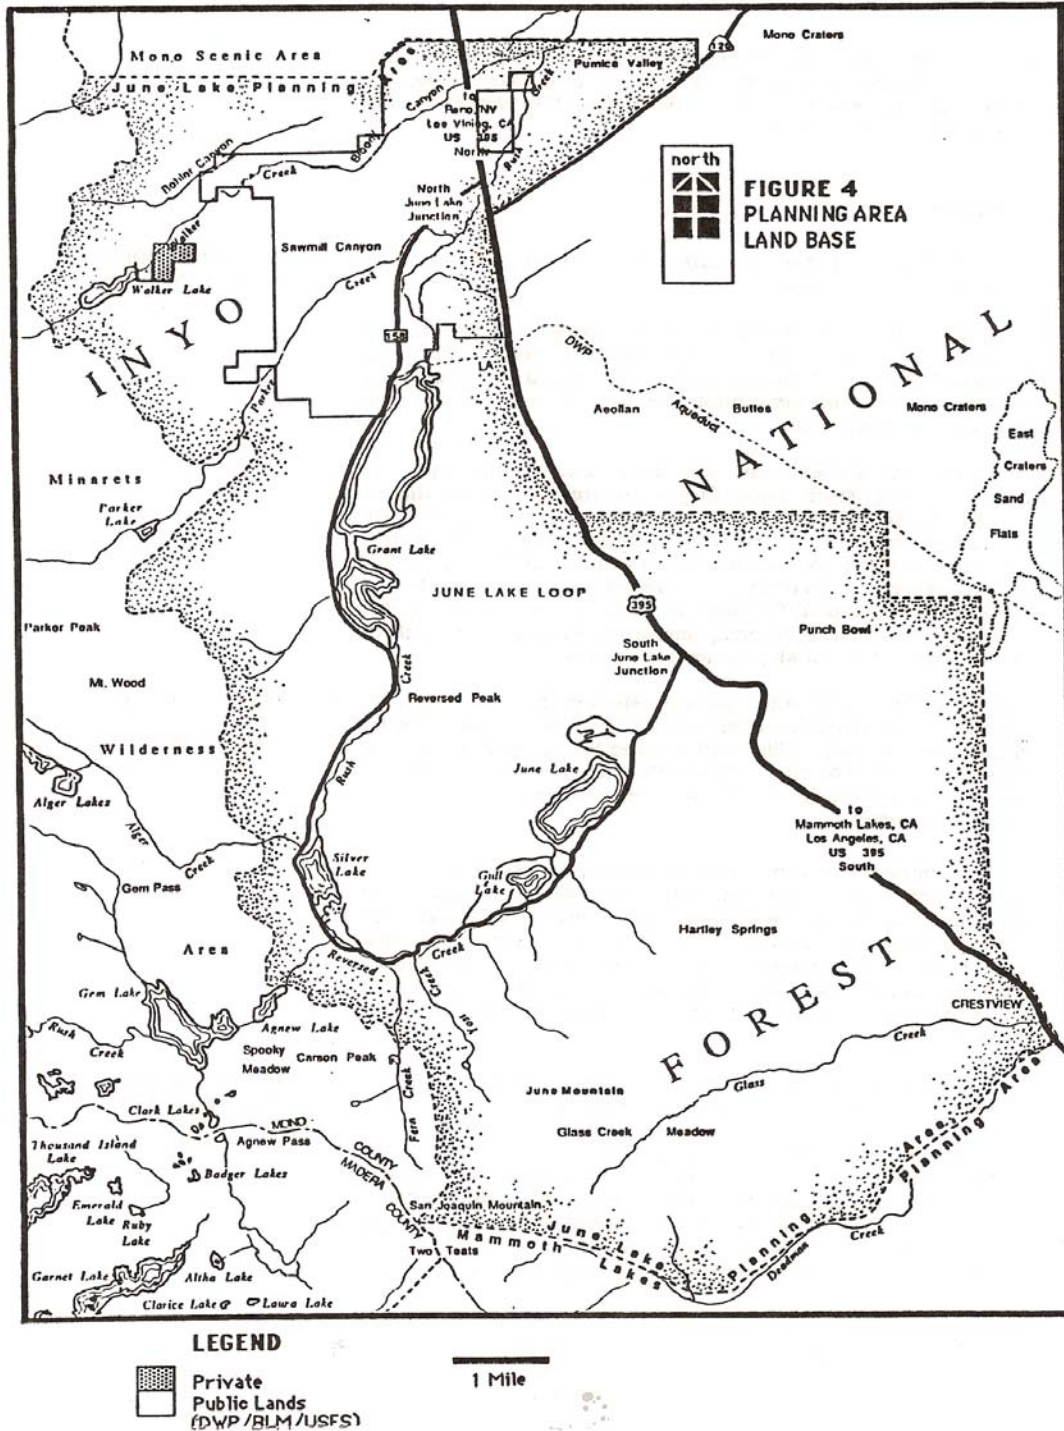 Mono Craters
Mono Scenic Area
June Lake Planning Area
Pumice Valley
120
Canyon
Bloody
Creek
to
Reno, NV
Lee Vining, CA
US 395
North
Rush
Creek
north
FIGURE 4
PLANNING AREA
LAND BASE
Canyon
North
June Lake
Junction
Walker
Sawmill Canyon
Creek
Walker Lake
INYO
158
LA
DWP
Aqueduct
NATIONAL
Parker
Aeolian
Buttes
Mono Craters
East
Craters
Sand
Flats
Minarets
Parker
Lake
Grant Lake
JUNE LAKE LOOP
395
Parker Peak
Punch Bowl
South
June Lake
Junction
Mt. Wood
Creek
Reversed Peak
Wilderness
Rush
June Lake
Alger Lakes
Alger
Creek
to
Mammoth Lakes, CA
Los Angeles, CA
US 395
South
Silver
Lake
Gull
Lake
Gem Pass
Hartley Springs
Area
Reversed
Creek
FOREST
Gem Lake
Agnew Lake
Creek
Yost
CRESTVIEW
Rush
Creek
Spooky
Meadow
Carson Peak
Creek
Glass
June Mountain
Clark Lakes
Fern Creek
Glass Creek
Meadow
MONO
COUNTY
Agnew Pass
MADERA
COUNTY
Thousand Island
Lake
Badger Lakes
Emerald
Lake
Ruby
Lake
San Joaquin Mountain
June Lake
Planning
Area
Mammoth
Lakes
Planning
Area
Two Teats
Deadman
Creek
Garnet Lake
Altha Lake
Clarice Lake
Laura Lake
LEGEND
Private
Public Lands
(DWP/BLM/USFS)
1 Mile